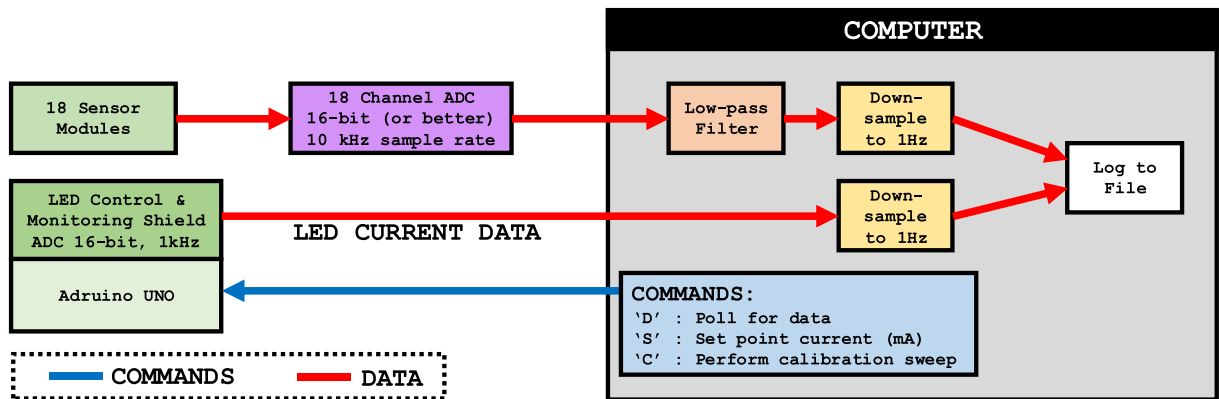 COMPUTER
18 Sensor
Modules
18 Channel ADC
16-bit (or better)
10 kHz sample rate
Low-pass
Filter
Down-
sample
to 1Hz
Log to
File
LED Control &
Monitoring Shield
ADC 16-bit, 1kHz
LED CURRENT DATA
Down-
sample
to 1Hz
Adruino UNO
COMMANDS:
‘D’ : Poll for data
‘S’ : Set point current (mA)
‘C’ : Perform calibration sweep
COMMANDS
DATA